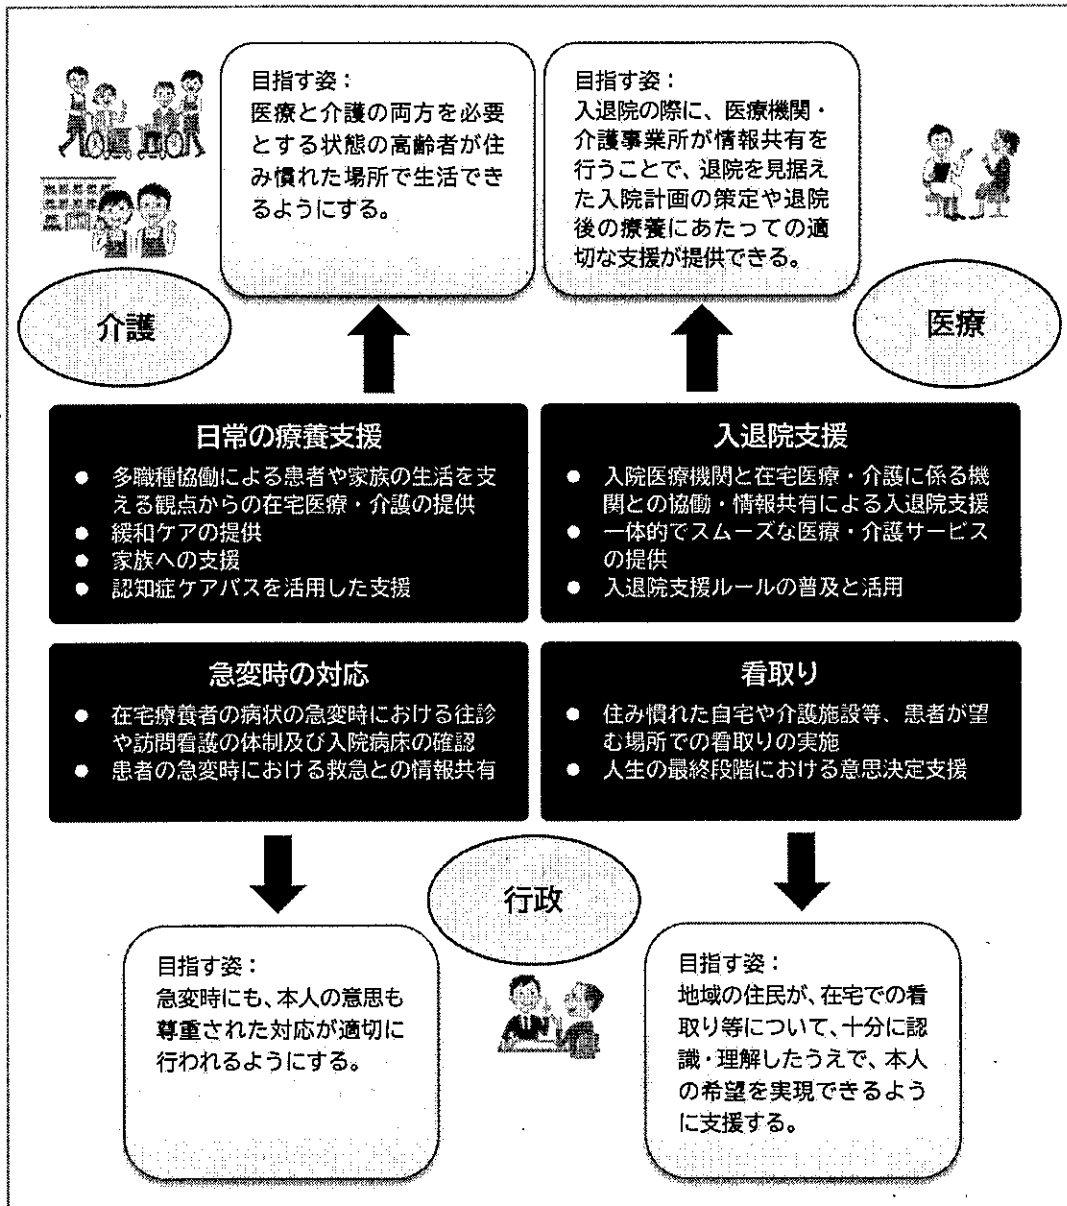 目指す姿：
医療と介護の両方を必要
とする状態の高齢者が住
み慣れた場所で生活でき
るようにする。
目指す姿：
入退院の際に、医療機関・
介護事業所が情報共有を
行うことで、退院を見据え
た入院計画の策定や退院
後の療養にあたっての適
切な支援が提供できる。
介護
医療
日常の療養支援
● 多職種協働による患者や家族の生活を支
える観点からの在宅医療・介護の提供
● 緩和ケアの提供
● 家族への支援
● 認知症ケアパスを活用した支援
入退院支援
● 入院医療機関と在宅医療・介護に係る機
関との協働・情報共有による入退院支援
● 一体的でスムーズな医療・介護サービス
の提供
● 入退院支援ルールの普及と活用
急変時の対応
● 在宅療養者の病状の急変時における往診
や訪問看護の体制及び入院病床の確認
● 患者の急変時における救急との情報共有
看取り
● 住み慣れた自宅や介護施設等、患者が望
む場所での看取りの実施
● 人生の最終段階における意思決定支援
行政
目指す姿：
急変時にも、本人の意思も
尊重された対応が適切に
行われるようにする。
目指す姿：
地域の住民が、在宅での看
取り等について、十分に認
識・理解したうえで、本人
の希望を実現できるよう
に支援する。